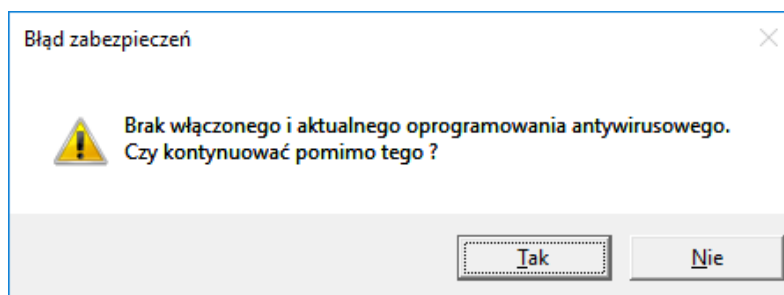 Błąd zabezpieczeń
Brak włączonego i aktualnego oprogramowania antywirusowego.
Czy kontynuować pomimo tego ?
Tak Nie